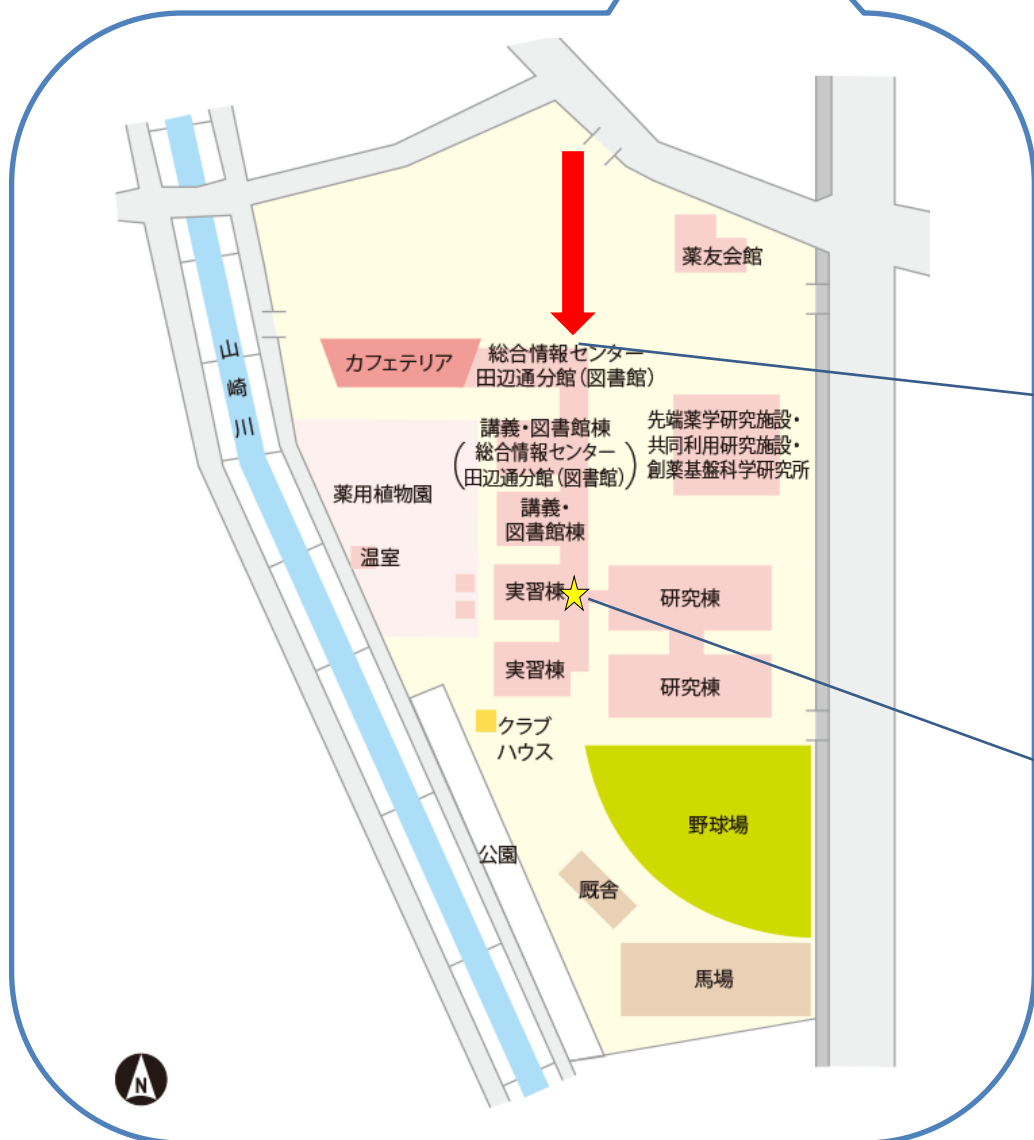 薬友会館
カフェテリア
総合情報センター
田辺通分館(図書館)
山崎川
講義・図書館棟
(総合情報センター
田辺通分館(図書館))
先端薬学研究施設・
共同利用研究施設・
創薬基盤科学研究所
薬用植物園
講義・
図書館棟
温室
実習棟
研究棟
実習棟
研究棟
クラブ
ハウス
野球場
公園
厩舎
馬場
N